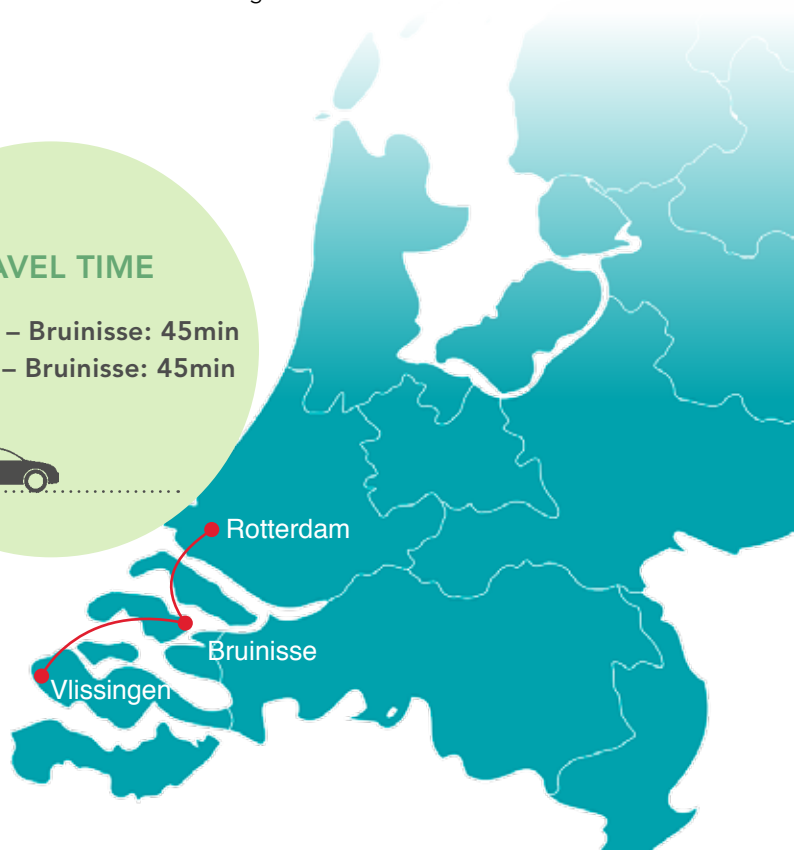 AVEL TIME
– Bruinisse: 45min
– Bruinisse: 45min
Rotterdam
Bruinisse
Vlissingen